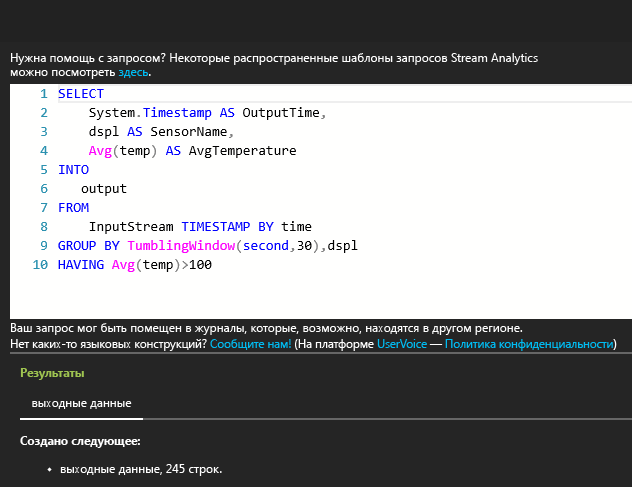 Нужна помощь с запросом? Некоторые распространенные шаблоны запросов Stream Analytics
можно посмотреть здесь.
1 SELECT
2 System.Timestamp AS OutputTime,
3 dspl AS SensorName,
4 Avg(temp) AS AvgTemperature
5 INTO
6 output
7 FROM
8 InputStream TIMESTAMP BY time
9 GROUP BY TumblingWindow(second,30),dspl
10 HAVING Avg(temp)>100
Ваш запрос мог быть помещен в журналы, которые, возможно, находятся в другом регионе.
Нет каких-то языковых конструкций? Сообщите нам! (На платформе UserVoice — Политика конфиденциальности)
Результаты
выходные данные
Создано следующее:
• выходные данные, 245 строк.